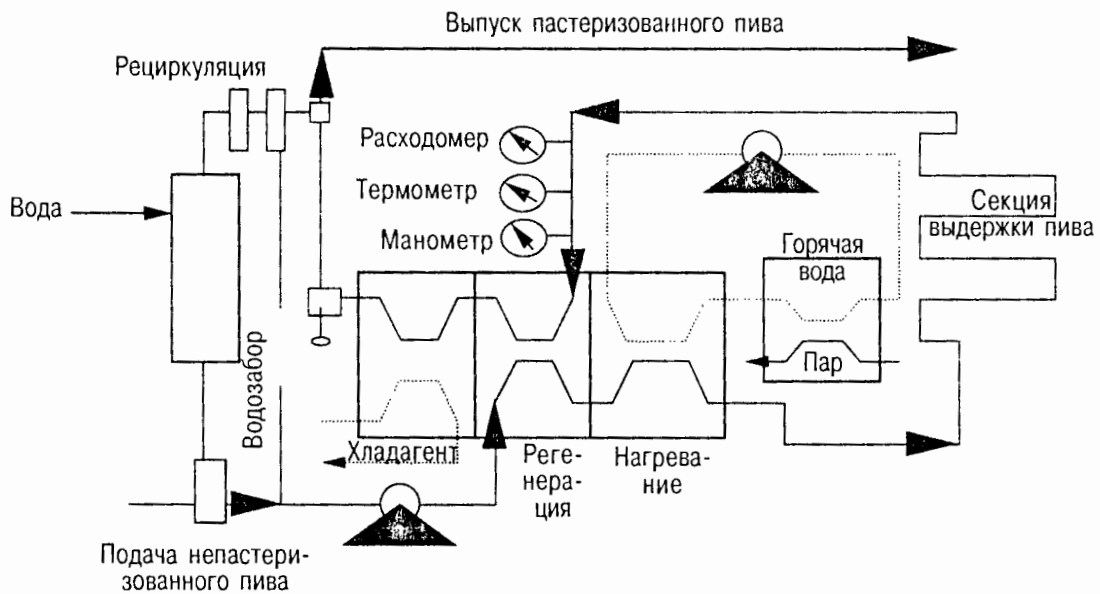 Выпуск пастеризованного пива
Рециркуляция
Расходомер
Термометр
Манометр
Вода
Секция
выдержки пива
Горячая
вода
Пар
Водозабор
Хладагент
Реге-
нера-
ция
Нагрева-
ние
Подача непастери-
зованного пива